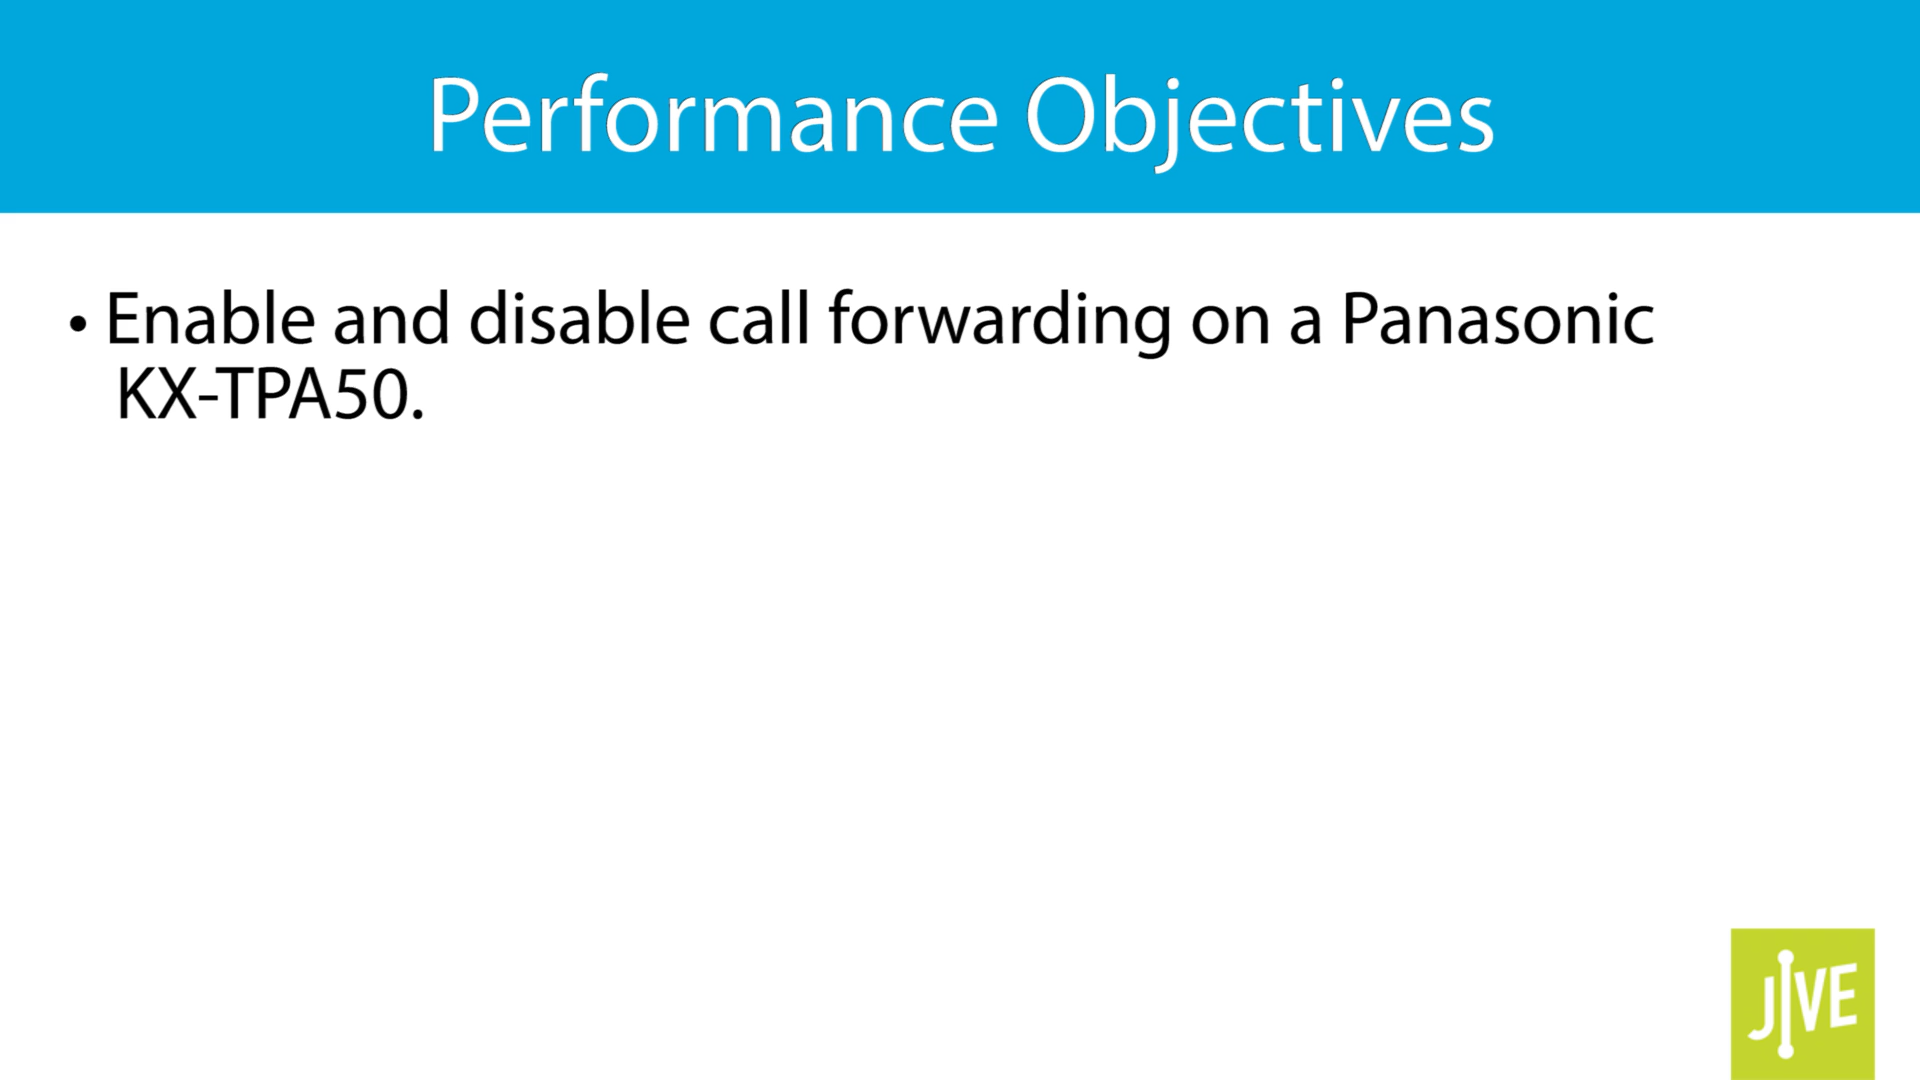 Performance Objectives
• Enable and disable call forwarding on a Panasonic
KX-TPA50.
JIVE